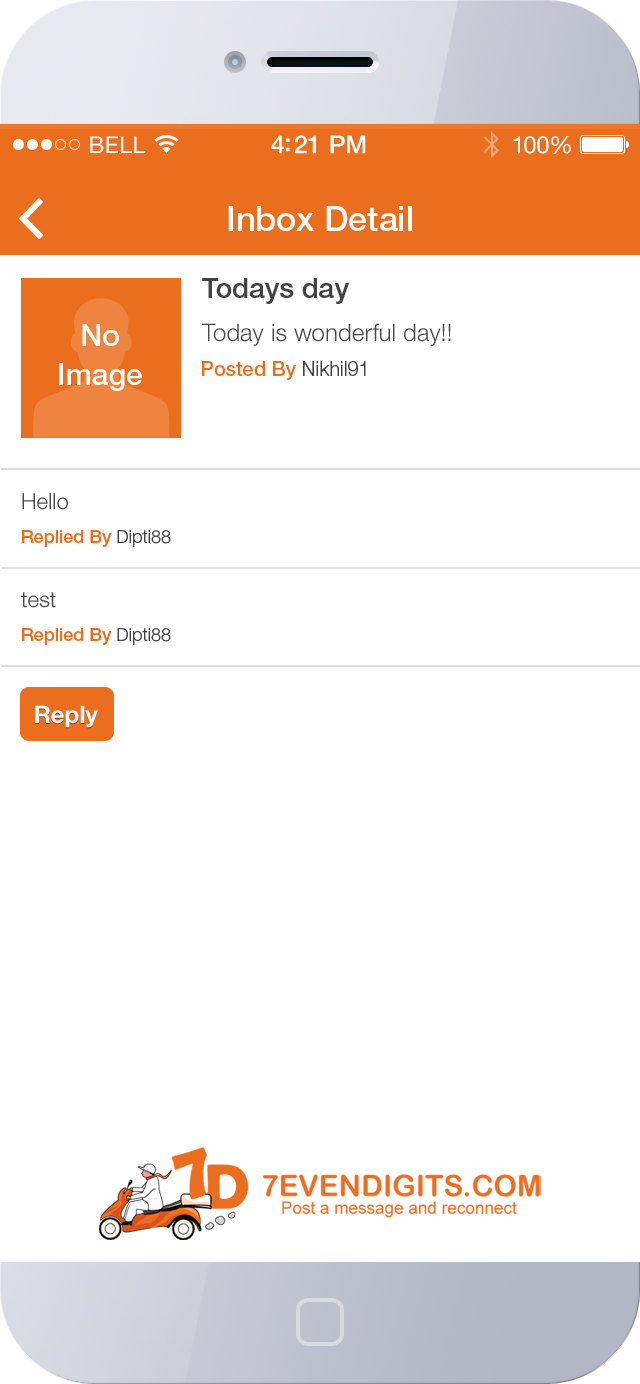 BELL 4:21 PM 100%
Inbox Detail
No
Image
Todays day
Today is wonderful day!!
Posted By Nikhil91
Hello
Replied By Dipti88
test
Replied By Dipti88
Reply
7D
7EVENDIGITS.COM
Post a message and reconnect